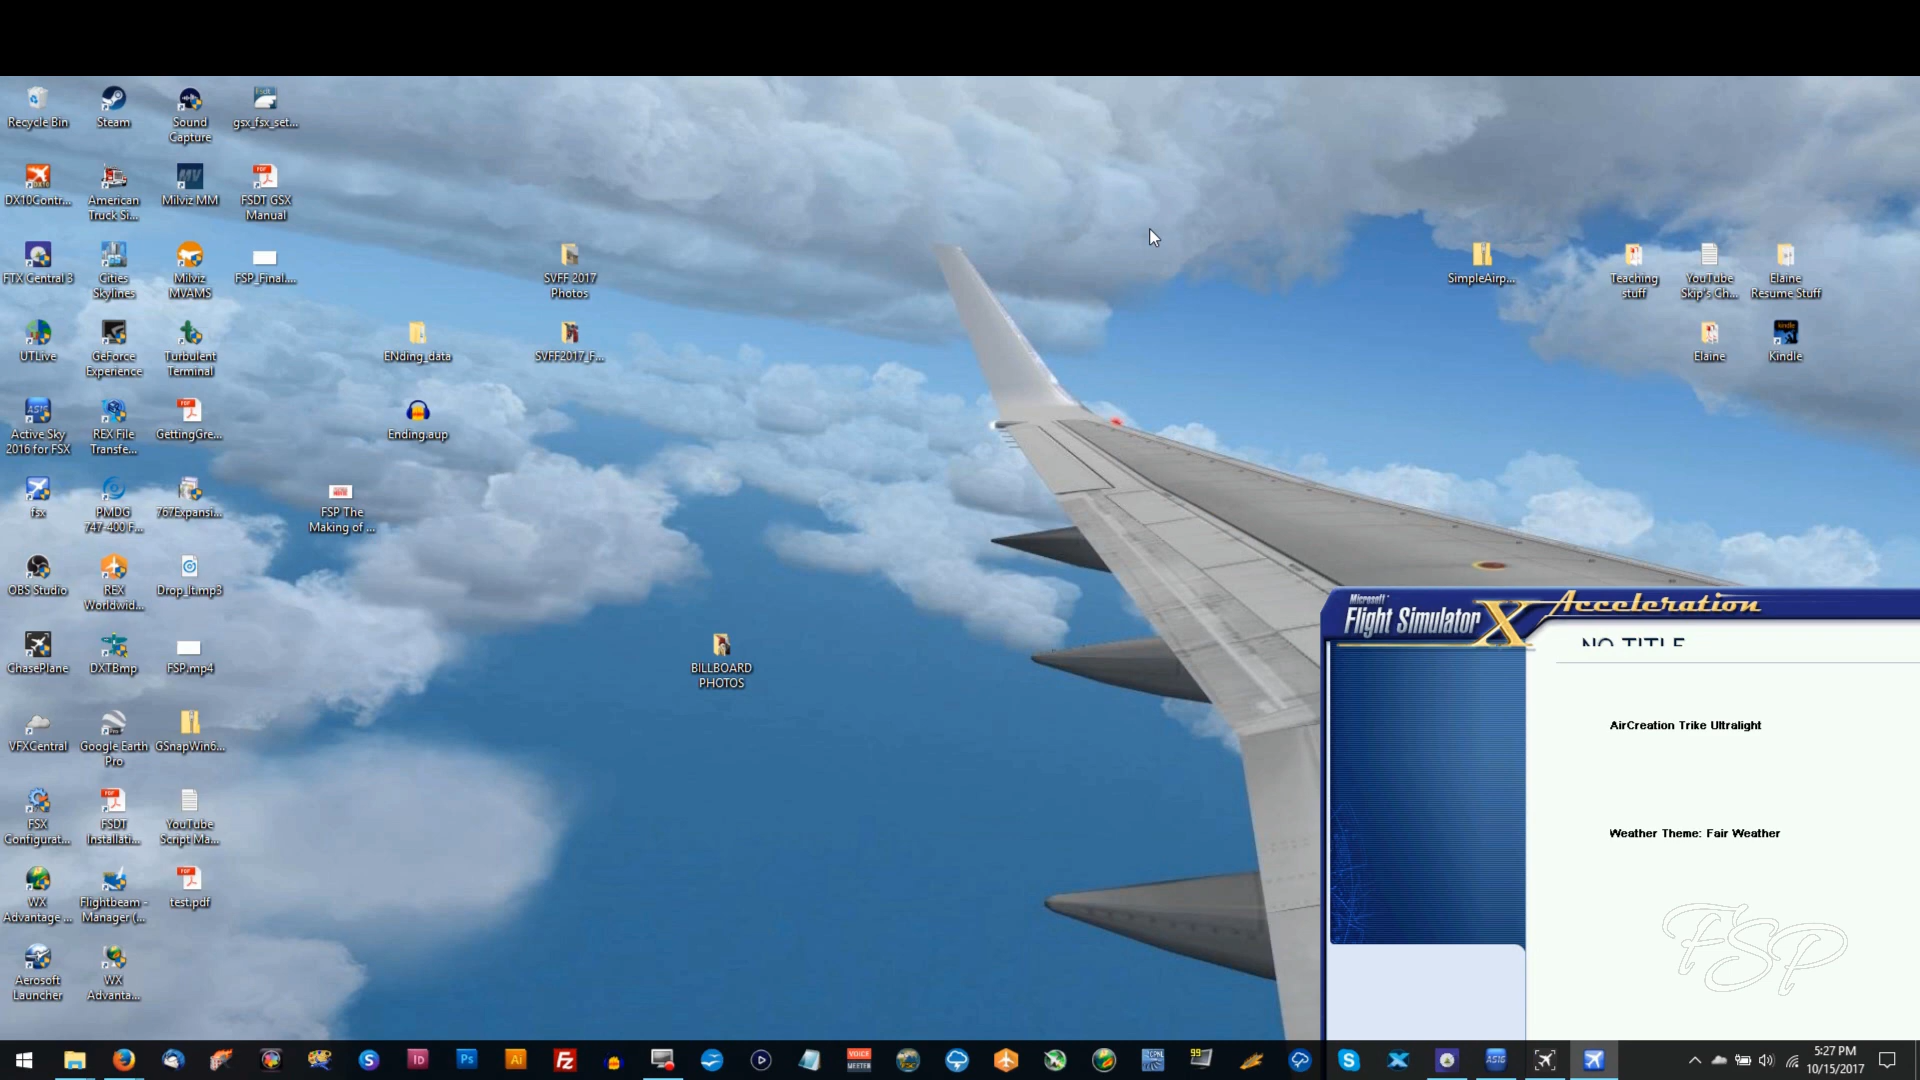 Recycle Bin
Steam
Sound
Capture
gsx_fsx_set...
DX10Contr...
American
Truck Si...
Milviz MM
FSDT GSX
Manual
FTX Central 3
Cities
Skylines
Milviz
MVAMS
FSP_Final....
SVFF 2017
Photos
SimpleAirp...
Teaching
stuff
YouTube
Skip's Ch...
Elaine
Resume Stuff
UTLive
GeForce
Experience
Turbulent
Terminal
ENding_data
SVFF2017_F...
Elaine
Kindle
Active Sky
2016 for FSX
REX File
Transfe...
GettingGre...
Ending.aup
fsx
PMDG
747-400 F...
767Expansi...
FSP The
Making of ...
OBS Studio
REX
Worldwid...
Drop_It.mp3
ChasePlane
DXTBmp
FSP.mp4
BILLBOARD
PHOTOS
VFXCentral
Google Earth
Pro
GSnapWin6...
FSX
Configurat...
FSDT
Installati...
YouTube
Script Ma...
WX
Advantage ...
Flightbeam -
Manager (...
test.pdf
Aerosoft
Launcher
WX
Advanta...
Microsoft
Flight Simulator X Acceleration
NO TITLE
AirCreation Trike Ultralight
Weather Theme: Fair Weather
FSP
5:27 PM
10/15/2017